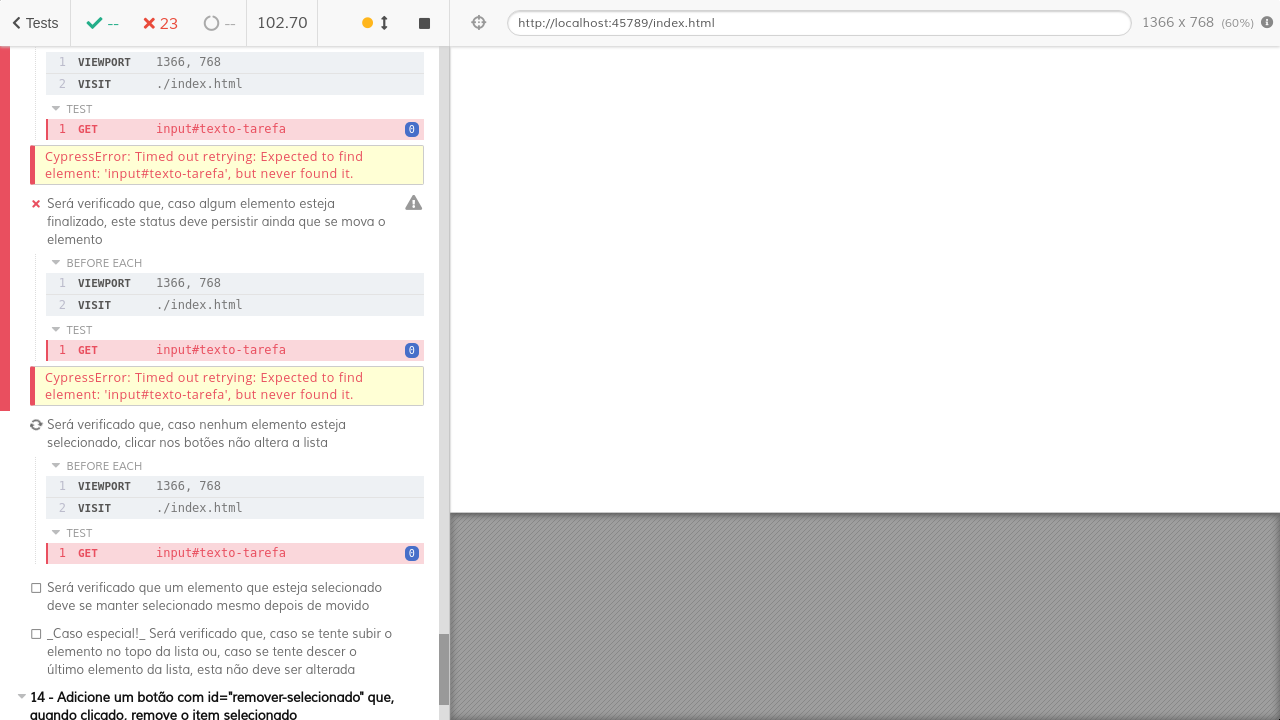 Tests -- 23 -- 102.70 http://localhost:45789/index.html 1366 x 768 (60%)
1 VIEWPORT 1366, 768
2 VISIT ./index.html
TEST
1 GET input#texto-tarefa 0
CypressError: Timed out retrying: Expected to find
element: 'input#texto-tarefa', but never found it.
Será verificado que, caso algum elemento esteja
finalizado, este status deve persistir ainda que se mova o
elemento
BEFORE EACH
1 VIEWPORT 1366, 768
2 VISIT ./index.html
TEST
1 GET input#texto-tarefa 0
CypressError: Timed out retrying: Expected to find
element: 'input#texto-tarefa', but never found it.
Será verificado que, caso nenhum elemento esteja
selecionado, clicar nos botões não altera a lista
BEFORE EACH
1 VIEWPORT 1366, 768
2 VISIT ./index.html
TEST
1 GET input#texto-tarefa 0
Será verificado que um elemento que esteja selecionado
deve se manter selecionado mesmo depois de movido
_Caso especial!_ Será verificado que, caso se tente subir o
elemento no topo da lista ou, caso se tente descer o
último elemento da lista, esta não deve ser alterada
14 - Adicione um botão com id="remover-selecionado" que,
quando clicado, remove o item selecionado